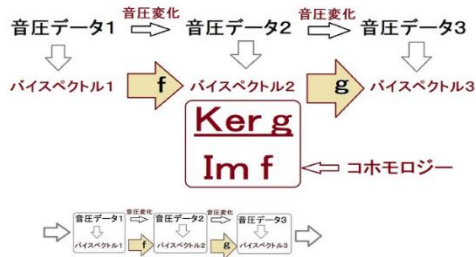 音圧変化 音圧変化
音圧データ1 音圧データ2 音圧データ3
バイスペクトル1 f バイスペクトル2 g バイスペクトル3
Ker g
Im f
コホモロジー
音圧変化 音圧変化
音圧データ1 音圧データ2 音圧データ3
バイスペクトル1 f バイスペクトル2 g バイスペクトル3